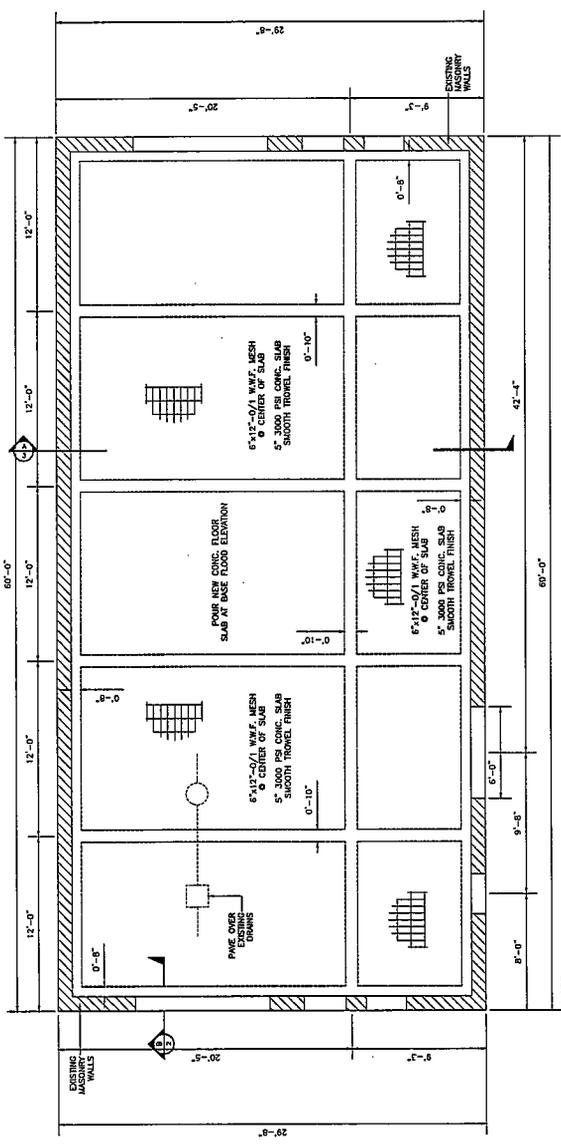 60'-0"
12'-0"
12'-0"
12'-0"
12'-0"
12'-0"
A
3
EXISTING
MASONRY
WALLS
29'-8"
20'-5"
9'-3"
B
2
0'-8"
0'-8"
PAVE OVER
EXISTING
DRAINS
6"x12"-0/1 W.W.F. MESH
@ CENTER OF SLAB
5" 3000 PSI CONC. SLAB
SMOOTH TROWEL FINISH
0'-10"
POUR NEW CONC. FLOOR
SLAB AT BASE FLOOD ELEVATION
0'-10"
6"x12"-0/1 W.W.F. MESH
@ CENTER OF SLAB
5" 3000 PSI CONC. SLAB
SMOOTH TROWEL FINISH
0'-10"
6"x12"-0/1 W.W.F. MESH
@ CENTER OF SLAB
5" 3000 PSI CONC. SLAB
SMOOTH TROWEL FINISH
0'-8"
0'-8"
29'-8"
20'-5"
9'-3"
EXISTING
MASONRY
WALLS
8'-0"
9'-8"
6'-0"
42'-4"
60'-0"